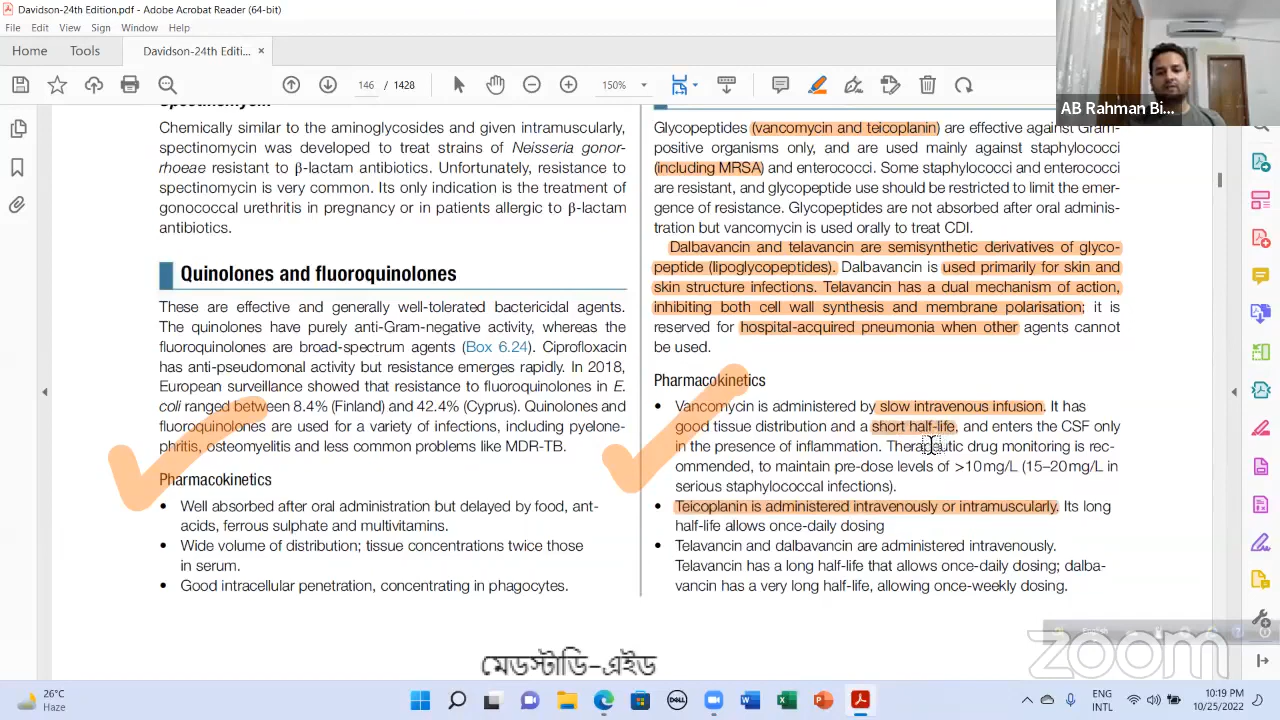 Davidson-24th Edition.pdf - Adobe Acrobat Reader (64-bit)
File Edit View Sign Window Help
Home Tools Davidson-24th Editi... ×
146 / 1428 150%
AB Rahman Bi...
Spectinomycin
Chemically similar to the aminoglycosides and given intramuscularly,
spectinomycin was developed to treat strains of Neisseria gonor-
rhoeae resistant to β-lactam antibiotics. Unfortunately, resistance to
spectinomycin is very common. Its only indication is the treatment of
gonococcal urethritis in pregnancy or in patients allergic to β-lactam
antibiotics.
Quinolones and fluoroquinolones
These are effective and generally well-tolerated bactericidal agents.
The quinolones have purely anti-Gram-negative activity, whereas the
fluoroquinolones are broad-spectrum agents (Box 6.24). Ciprofloxacin
has anti-pseudomonal activity but resistance emerges rapidly. In 2018,
European surveillance showed that resistance to fluoroquinolones in E.
coli ranged between 8.4% (Finland) and 42.4% (Cyprus). Quinolones and
fluoroquinolones are used for a variety of infections, including pyelone-
phritis, osteomyelitis and less common problems like MDR-TB.
Pharmacokinetics
• Well absorbed after oral administration but delayed by food, ant-
acids, ferrous sulphate and multivitamins.
• Wide volume of distribution; tissue concentrations twice those
in serum.
• Good intracellular penetration, concentrating in phagocytes.
Glycopeptides (vancomycin and teicoplanin) are effective against Gram-
positive organisms only, and are used mainly against staphylococci
(including MRSA) and enterococci. Some staphylococci and enterococci
are resistant, and glycopeptide use should be restricted to limit the emer-
gence of resistance. Glycopeptides are not absorbed after oral adminis-
tration but vancomycin is used orally to treat CDI.
Dalbavancin and telavancin are semisynthetic derivatives of glyco-
peptide (lipoglycopeptides). Dalbavancin is used primarily for skin and
skin structure infections. Telavancin has a dual mechanism of action,
inhibiting both cell wall synthesis and membrane polarisation; it is
reserved for hospital-acquired pneumonia when other agents cannot
be used.
Pharmacokinetics
• Vancomycin is administered by slow intravenous infusion. It has
good tissue distribution and a short half-life, and enters the CSF only
in the presence of inflammation. Therapeutic drug monitoring is rec-
ommended, to maintain pre-dose levels of >10 mg/L (15–20 mg/L in
serious staphylococcal infections).
• Teicoplanin is administered intravenously or intramuscularly. Its long
half-life allows once-daily dosing
• Telavancin and dalbavancin are administered intravenously.
Telavancin has a long half-life that allows once-daily dosing; dalba-
vancin has a very long half-life, allowing once-weekly dosing.
English
zoom
মেডস্টাডি-এইড
26°C
Haze
DELL
ENG
INTL
10:19 PM
10/25/2022